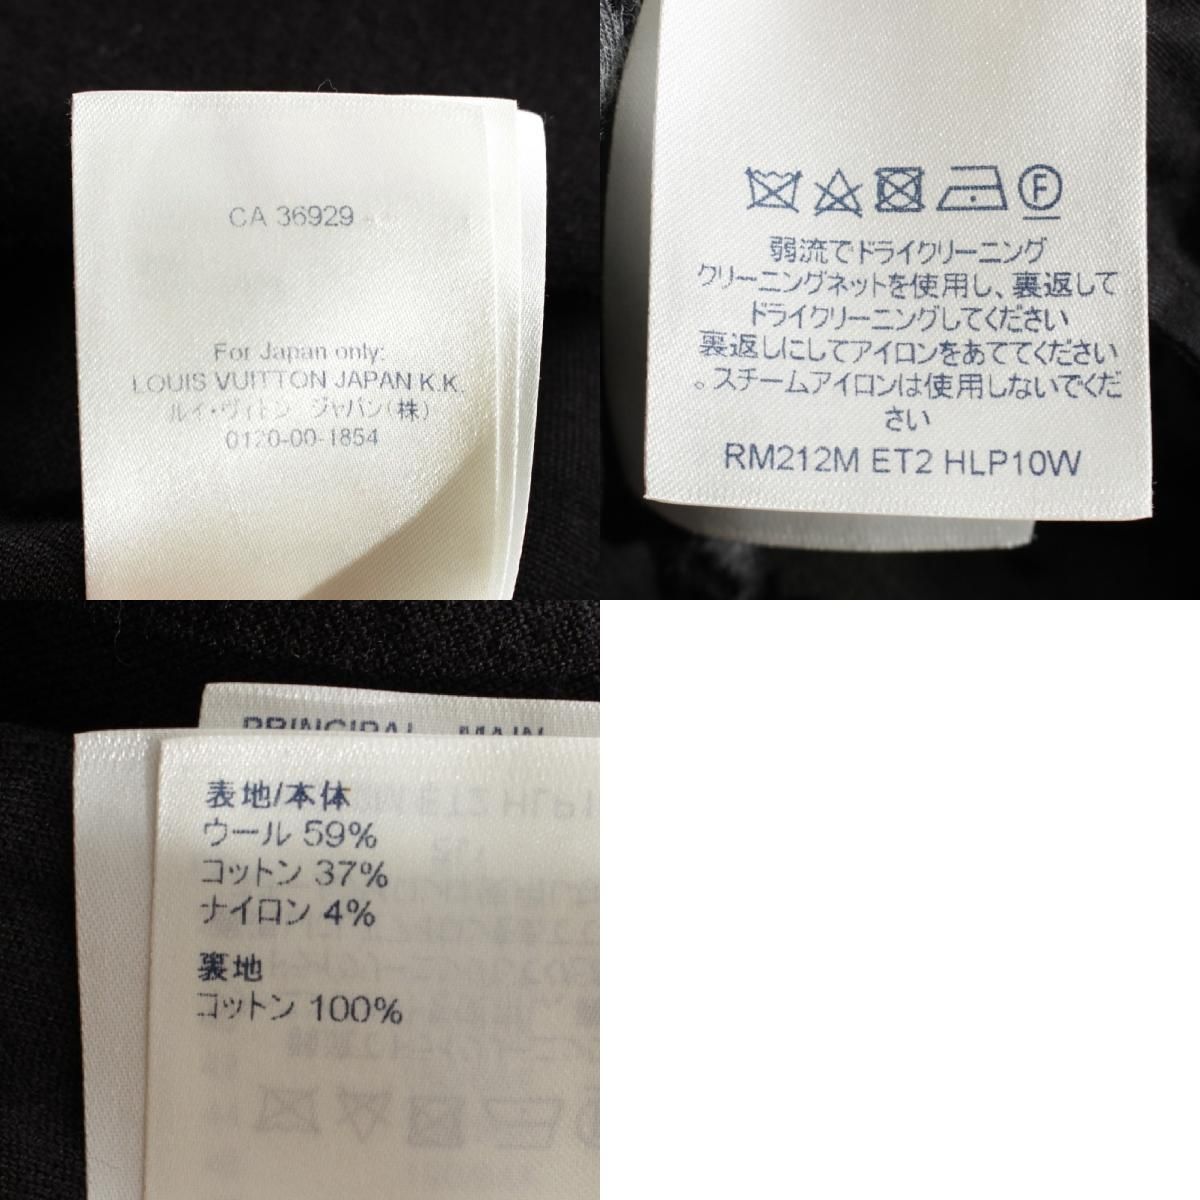 CA 36929
For Japan only:
LOUIS VUITTON JAPAN K.K.
ルイ・ヴィトン ジャパン(株)
0120-00-1854
F
弱流でドライクリーニング
クリーニングネットを使用し、裏返して
ドライクリーニングしてください
裏返しにしてアイロンをあててください
。スチームアイロンは使用しないでくだ
さい
RM212M ET2 HLP10W
PRINCIPAL MAIN
表地/本体
ウール 59%
コットン 37%
ナイロン 4%
裏地
コットン 100%